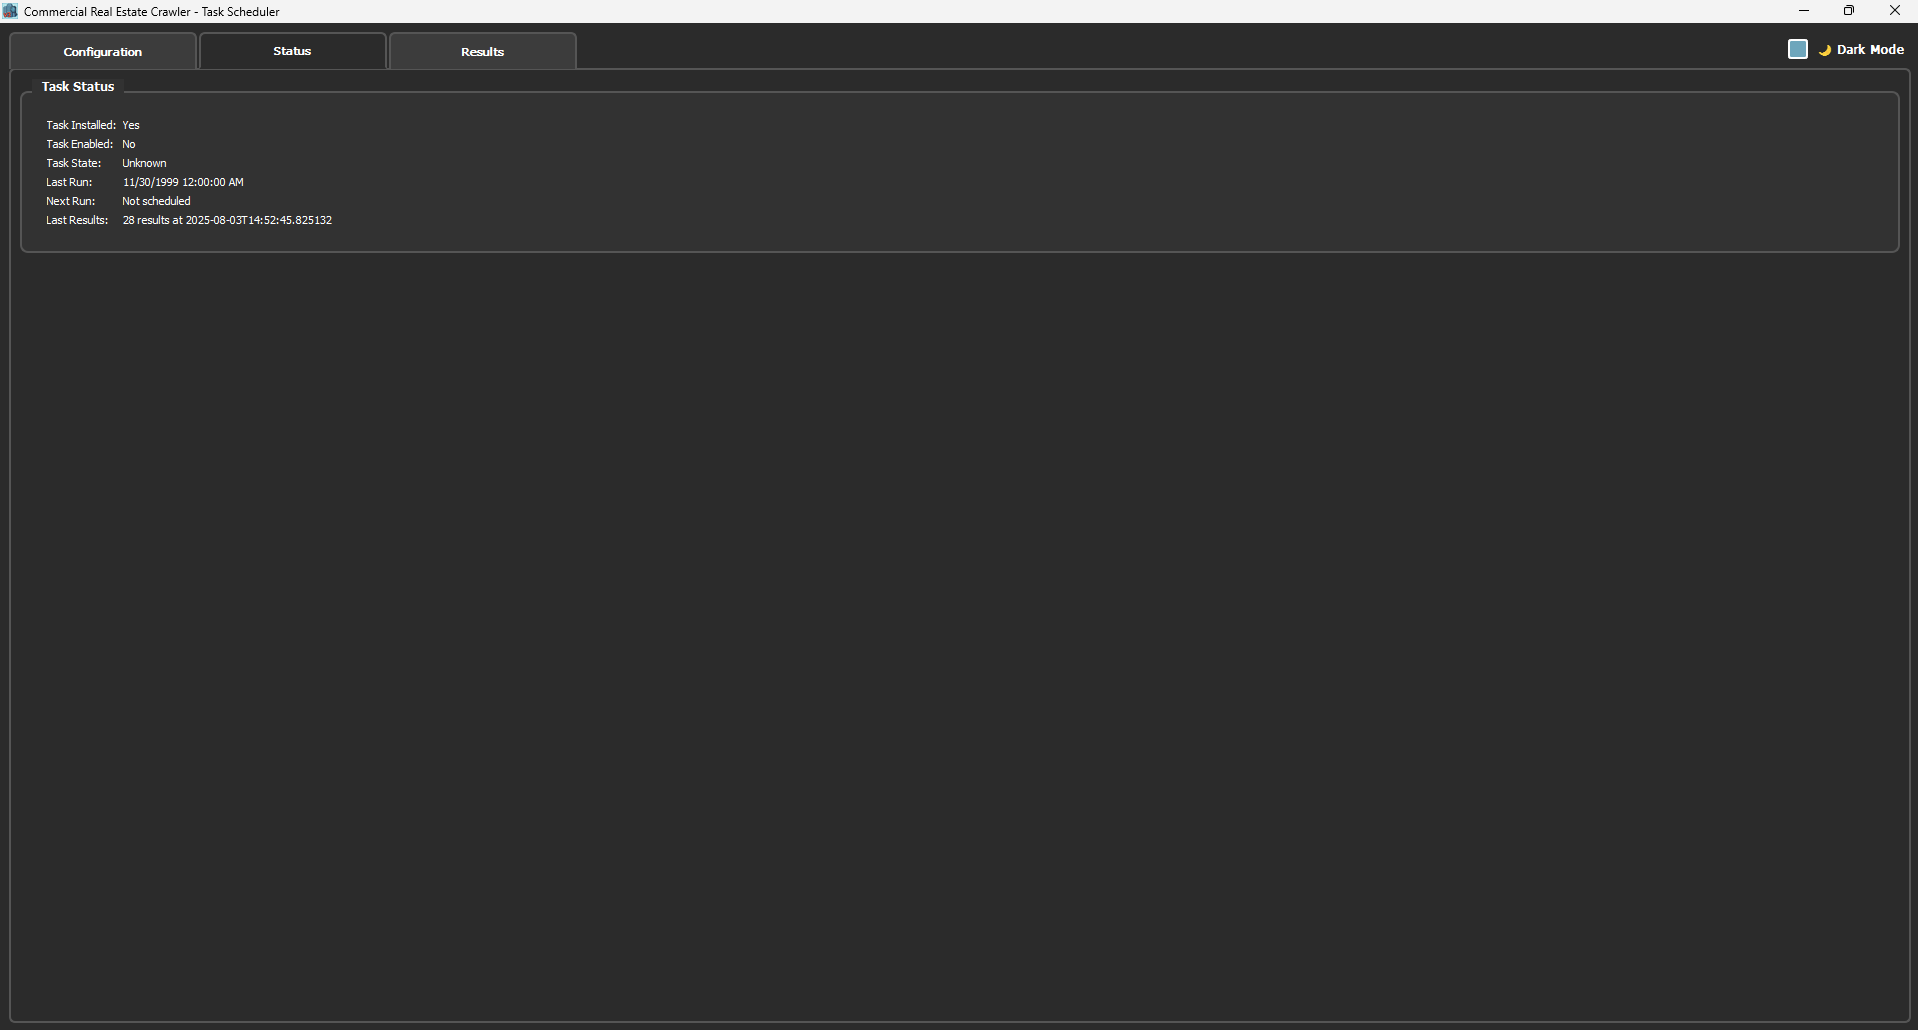 Commercial Real Estate Crawler - Task Scheduler
Configuration
Status
Results
Dark Mode
Task Status
Task Installed: Yes
Task Enabled: No
Task State: Unknown
Last Run: 11/30/1999 12:00:00 AM
Next Run: Not scheduled
Last Results: 28 results at 2025-08-03T14:52:45.825132